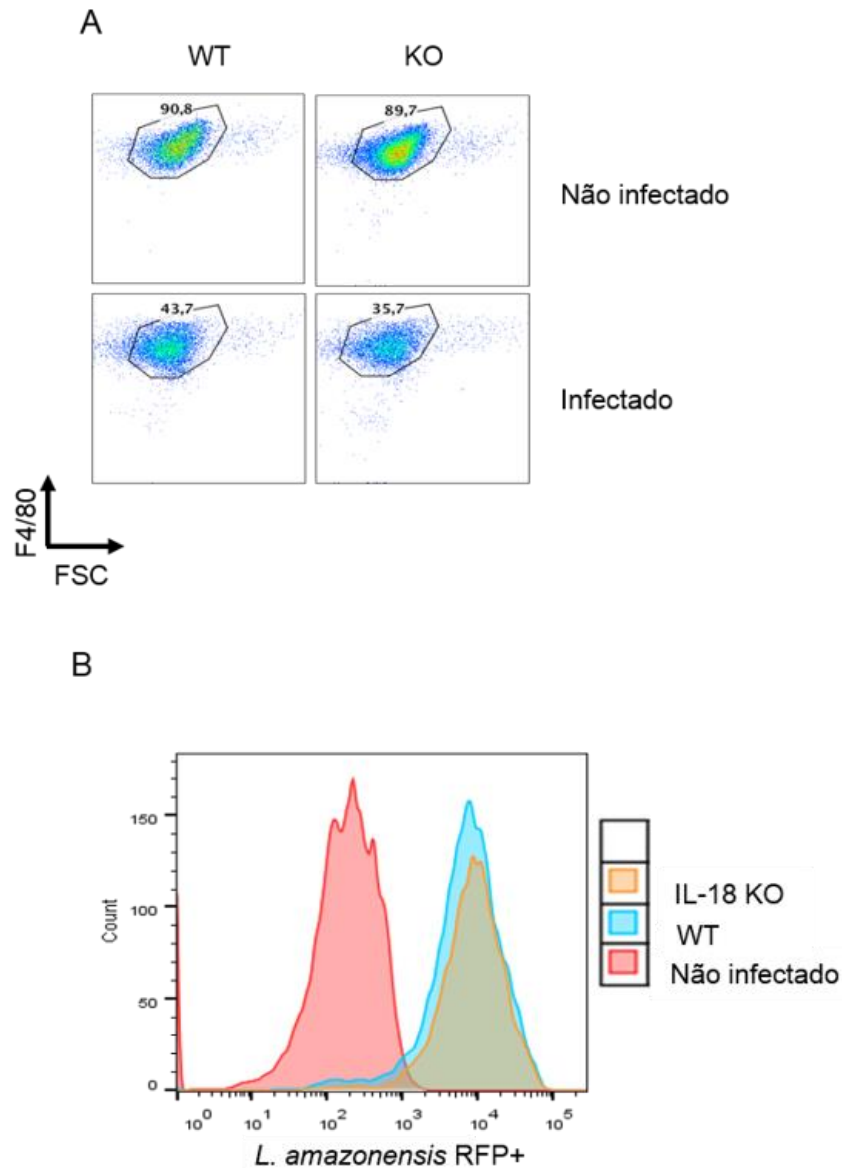 A
WT
KO
90,8
89,7
Não infectado
43,7
35,7
Infectado
F4/80
FSC
B
150
100
50
0
Count
10⁰ 10¹ 10² 10³ 10⁴ 10⁵
L. amazonensis RFP+
IL-18 KO
WT
Não infectado